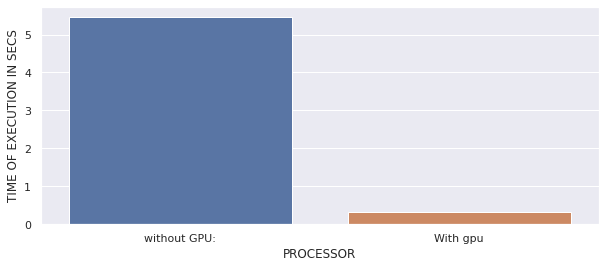 TIME OF EXECUTION IN SECS
5
4
3
2
1
0
without GPU:
With gpu
PROCESSOR